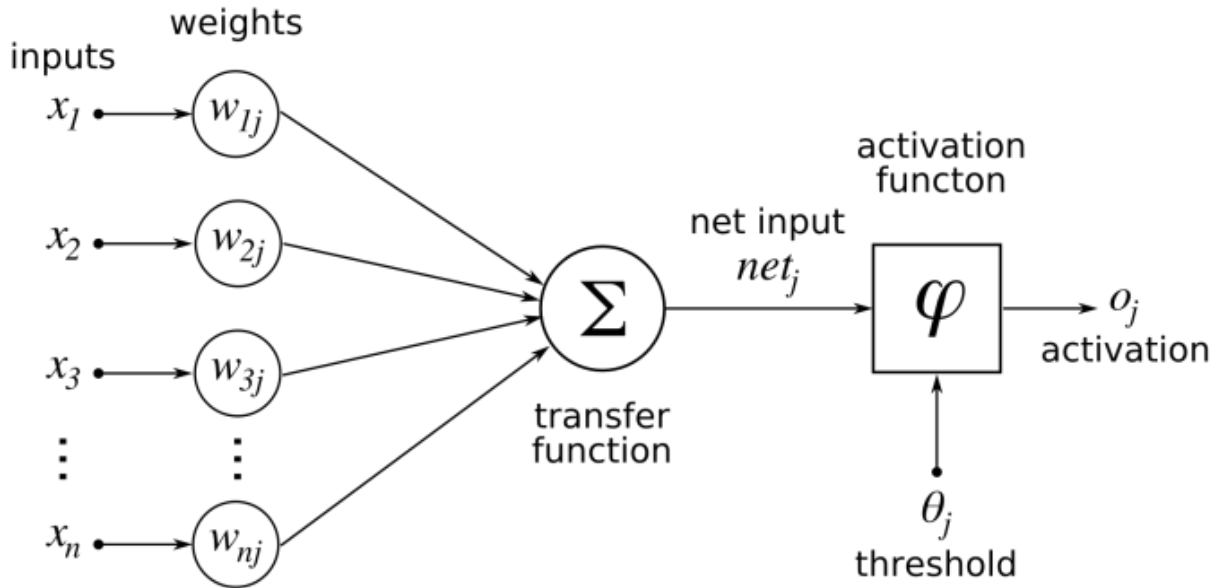 weights
inputs
x1
w1j
x2
w2j
x3
w3j
⋮
⋮
xn
wnj
Σ
transfer
function
net input
netj
activation
functon
φ
oj
activation
θj
threshold